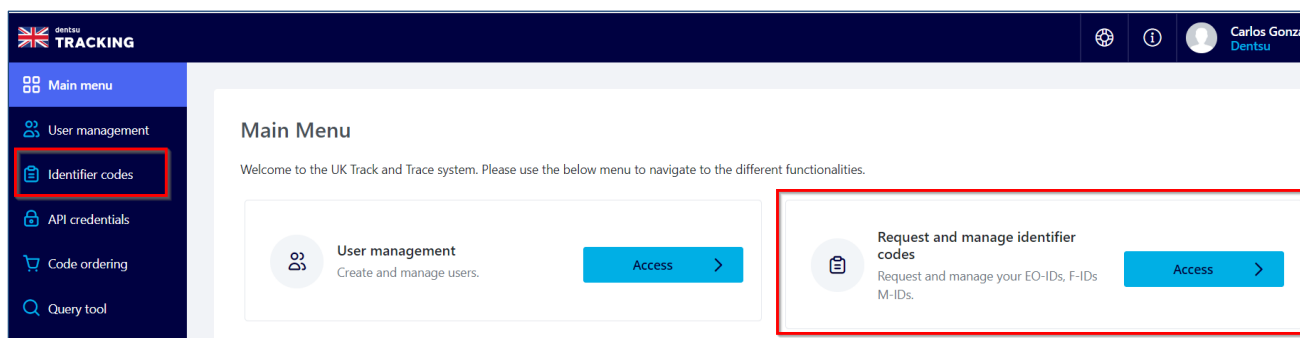 dentsu
TRACKING
Carlos
Dentsu
Main menu
User management
Identifier codes
API credentials
Code ordering
Query tool
Main Menu
Welcome to the UK Track and Trace system. Please use the below menu to navigate to the different functionalities.
User management
Create and manage users.
Access
Request and manage identifier
codes
Request and manage your EO-IDs, F-IDs
M-IDs.
Access